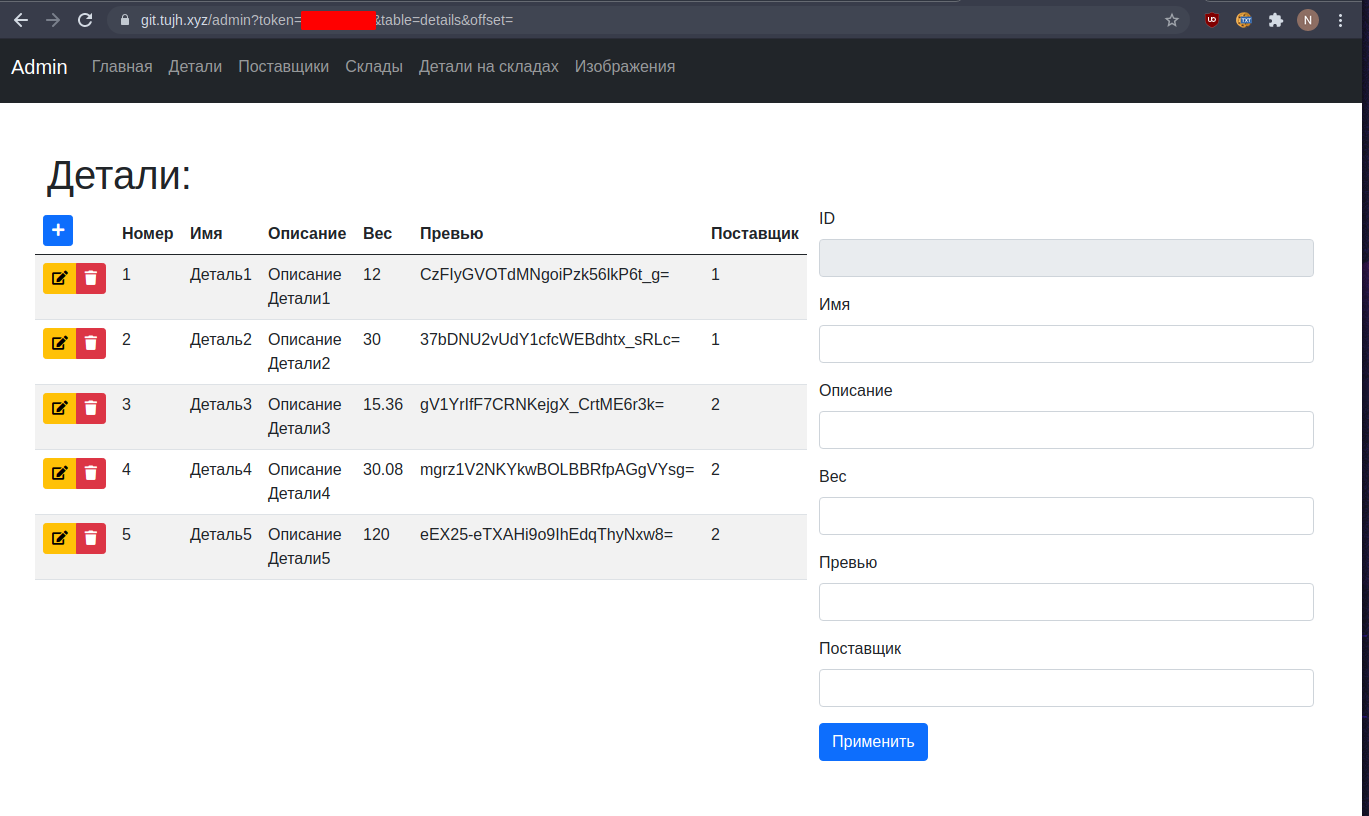 git.tujh.xyz/admin?token= &table=details&offset=
UD
TXT
N
Admin Главная Детали Поставщики Склады Детали на складах Изображения
Детали:
+ Номер Имя Описание Вес Превью Поставщик
1 Деталь1 Описание Детали1 12 CzFIyGVOTdMNgoiPzk56lkP6t_g= 1
2 Деталь2 Описание Детали2 30 37bDNU2vUdY1cfcWEBdhtx_sRLc= 1
3 Деталь3 Описание Детали3 15.36 gV1YrIfF7CRNKejgX_CrtME6r3k= 2
4 Деталь4 Описание Детали4 30.08 mgrz1V2NKYkwBOLBBRfpAGgVYsg= 2
5 Деталь5 Описание Детали5 120 eEX25-eTXAHi9o9IhEdqThyNxw8= 2
ID
Имя
Описание
Вес
Превью
Поставщик
Применить